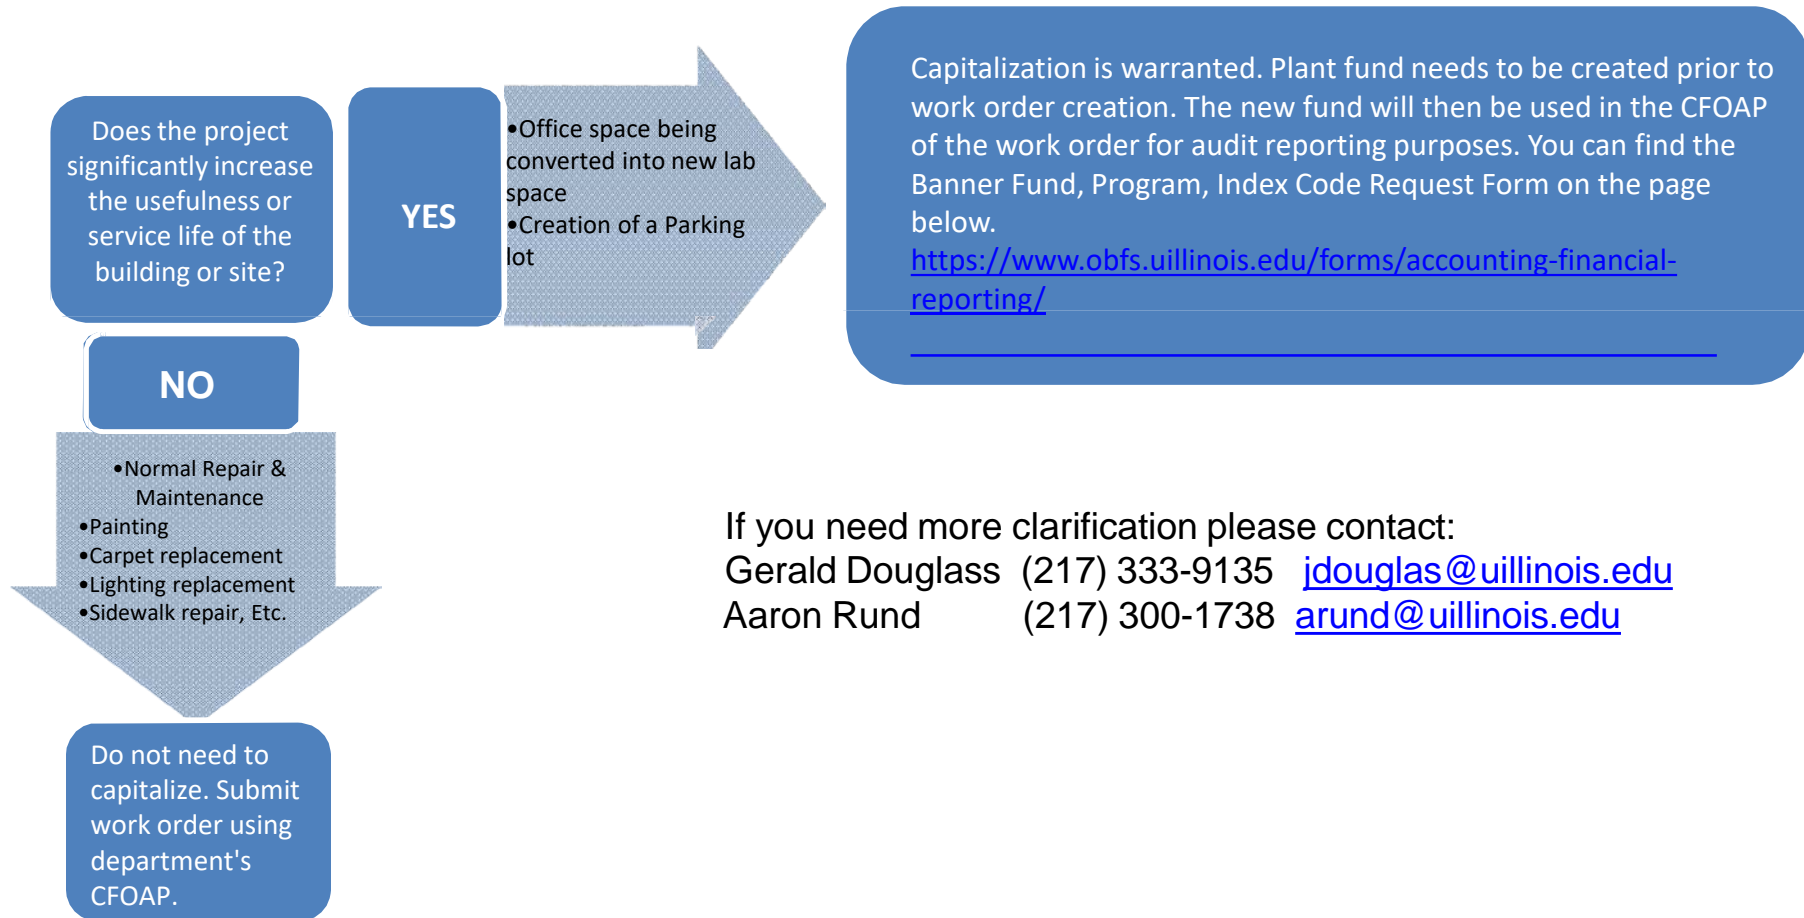 Does the project
significantly increase
the usefulness or
service life of the
building or site?
YES
•Office space being
converted into new lab
space
•Creation of a Parking
lot
Capitalization is warranted. Plant fund needs to be created prior to
work order creation. The new fund will then be used in the CFOAP
of the work order for audit reporting purposes. You can find the
Banner Fund, Program, Index Code Request Form on the page
below.
https://www.obfs.uillinois.edu/forms/accounting-financial-
reporting/
NO
•Normal Repair &
Maintenance
•Painting
•Carpet replacement
•Lighting replacement
•Sidewalk repair, Etc.
Do not need to
capitalize. Submit
work order using
department's
CFOAP.
If you need more clarification please contact:
Gerald Douglass (217) 333-9135 jdouglas@uillinois.edu
Aaron Rund (217) 300-1738 arund@uillinois.edu